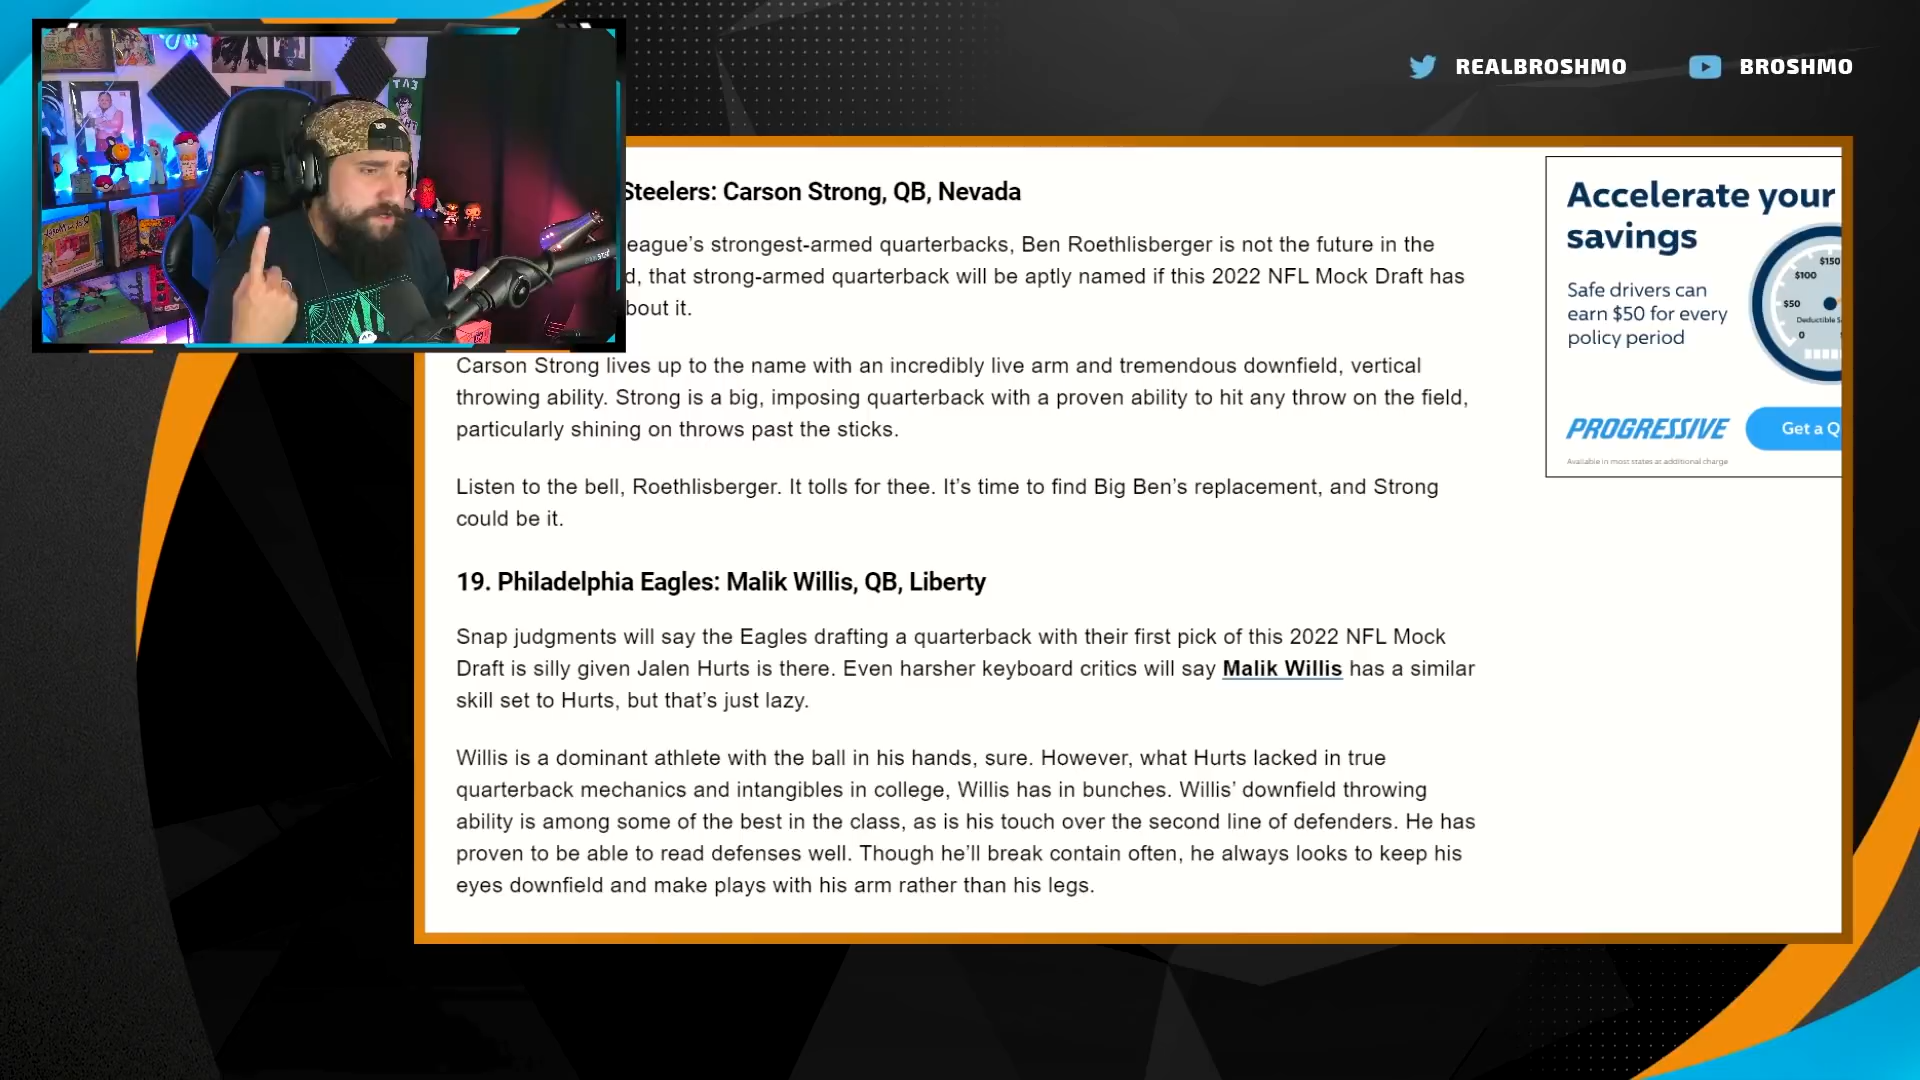 REALBROSHMO
BROSHMO
Steelers: Carson Strong, QB, Nevada
eague’s strongest-armed quarterbacks, Ben Roethlisberger is not the future in the
d, that strong-armed quarterback will be aptly named if this 2022 NFL Mock Draft has
bout it.
Carson Strong lives up to the name with an incredibly live arm and tremendous downfield, vertical
throwing ability. Strong is a big, imposing quarterback with a proven ability to hit any throw on the field,
particularly shining on throws past the sticks.
Listen to the bell, Roethlisberger. It tolls for thee. It’s time to find Big Ben’s replacement, and Strong
could be it.
19. Philadelphia Eagles: Malik Willis, QB, Liberty
Snap judgments will say the Eagles drafting a quarterback with their first pick of this 2022 NFL Mock
Draft is silly given Jalen Hurts is there. Even harsher keyboard critics will say Malik Willis has a similar
skill set to Hurts, but that’s just lazy.
Willis is a dominant athlete with the ball in his hands, sure. However, what Hurts lacked in true
quarterback mechanics and intangibles in college, Willis has in bunches. Willis’ downfield throwing
ability is among some of the best in the class, as is his touch over the second line of defenders. He has
proven to be able to read defenses well. Though he’ll break contain often, he always looks to keep his
eyes downfield and make plays with his arm rather than his legs.
Accelerate your
savings
Safe drivers can
earn $50 for every
policy period
$150
$100
$50
Deductible S
0
PROGRESSIVE
Get a Q
Available in most states at additional charge